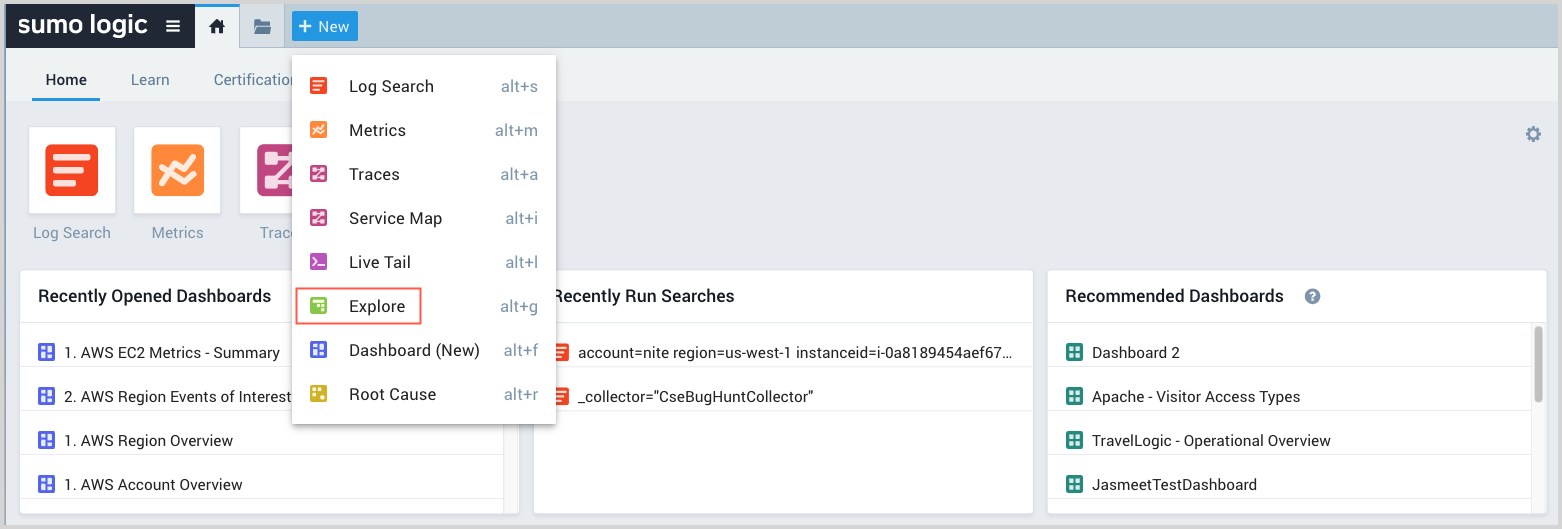 sumo logic
+ New
Home
Learn
Certification
Log Search alt+s
Metrics alt+m
Traces alt+a
Service Map alt+i
Live Tail alt+l
Explore alt+g
Dashboard (New) alt+f
Root Cause alt+r
Log Search
Metrics
Trac
Recently Opened Dashboards
1. AWS EC2 Metrics - Summary
2. AWS Region Events of Interest
1. AWS Region Overview
1. AWS Account Overview
Recently Run Searches
account=nite region=us-west-1 instanceid=i-0a8189454aef67...
_collector="CseBugHuntCollector"
Recommended Dashboards ?
Dashboard 2
Apache - Visitor Access Types
TravelLogic - Operational Overview
JasmeetTestDashboard